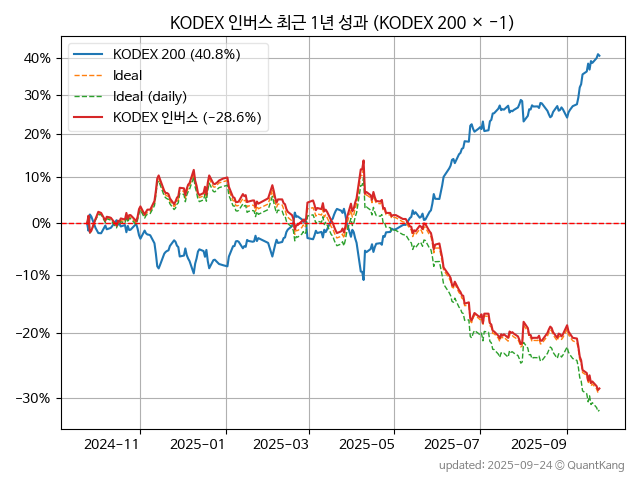 KODEX 인버스 최근 1년 성과 (KODEX 200 × −1)
KODEX 200 (40.8%)
Ideal
Ideal (daily)
KODEX 인버스 (−28.6%)
40%
30%
20%
10%
0%
−10%
−20%
−30%
2024−11
2025−01
2025−03
2025−05
2025−07
2025−09
updated: 2025-09-24 © QuantKang